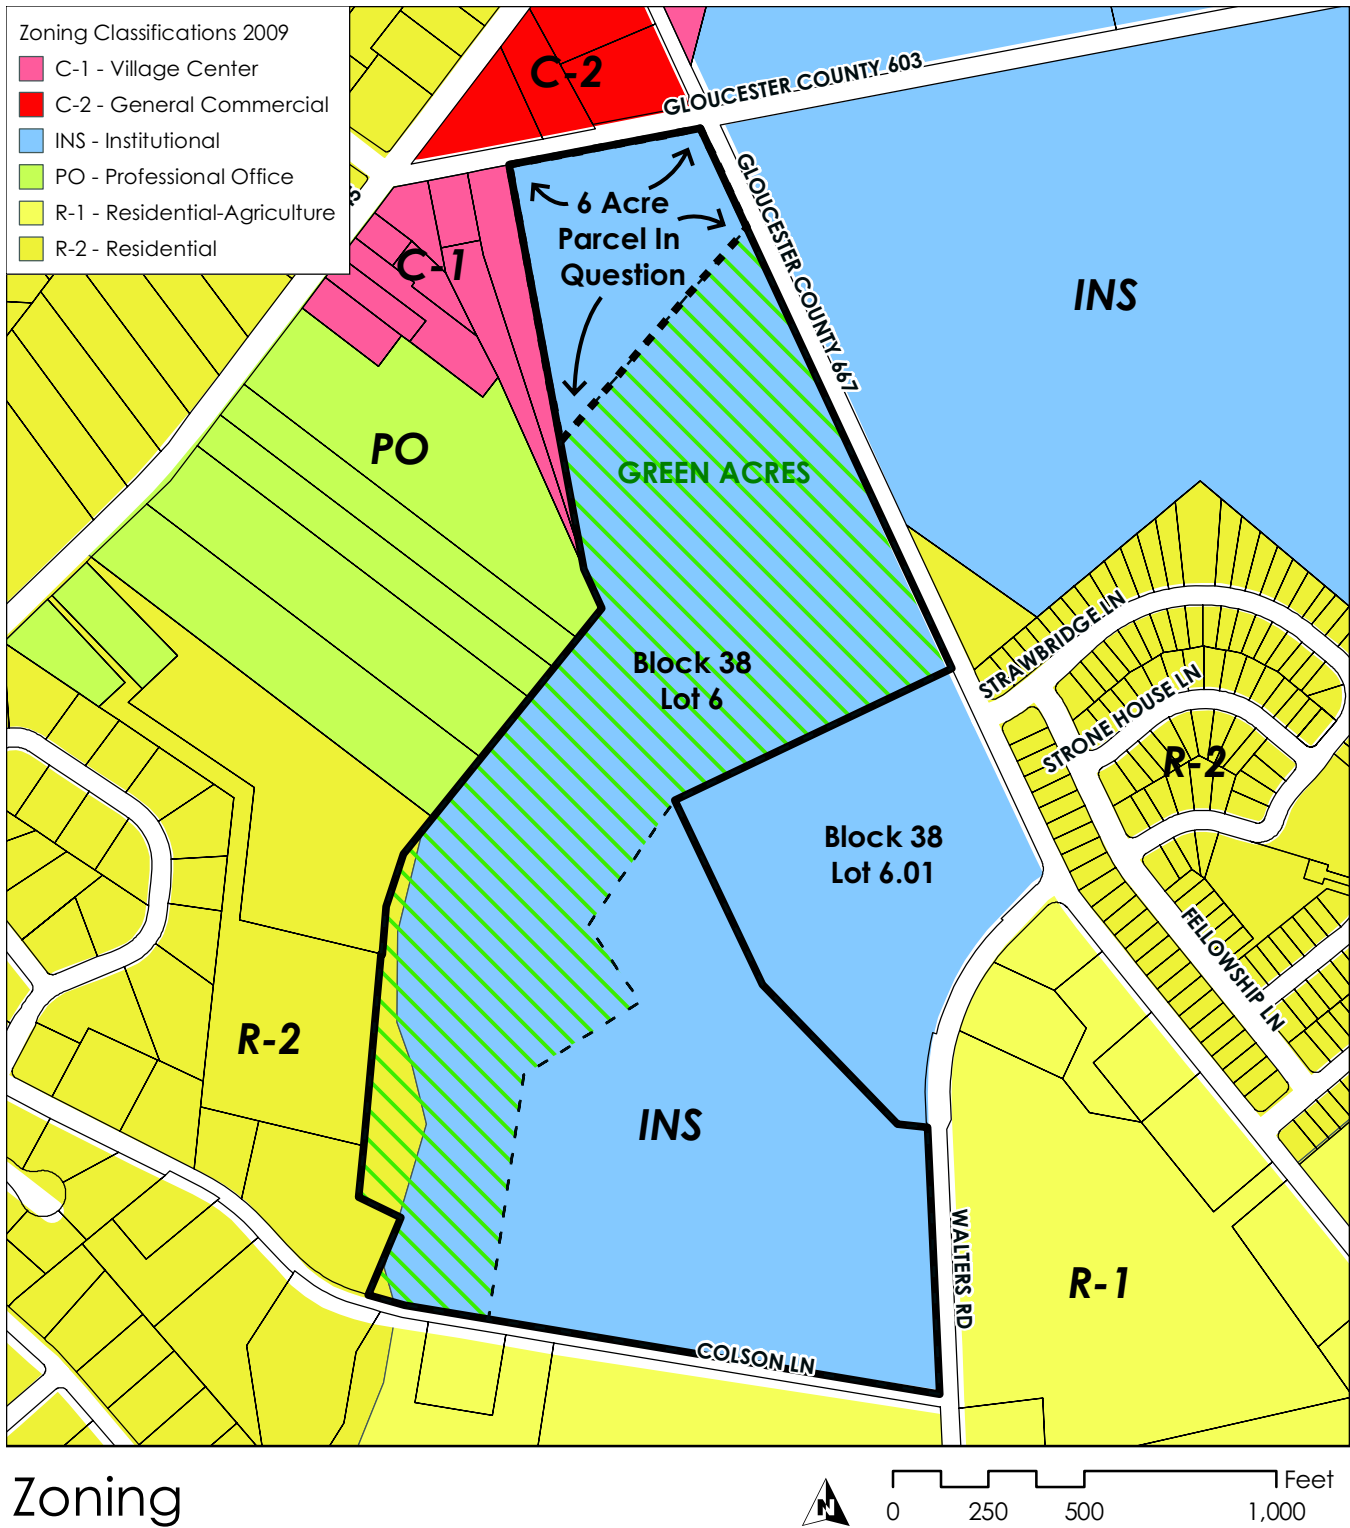 Zoning Classifications 2009
C-1 - Village Center
C-2 - General Commercial
INS - Institutional
PO - Professional Office
R-1 - Residential-Agriculture
R-2 - Residential
C-2
GLOUCESTER COUNTY 603
GLOUCESTER COUNTY 667
6 Acre
Parcel In
Question
C-1
INS
PO
GREEN ACRES
Block 38
Lot 6
STRAWBRIDGE LN
STRONE HOUSE LN
R-2
Block 38
Lot 6.01
FELLOWSHIP LN
R-2
INS
WALTERS RD
R-1
COLSON LN
Zoning
N
Feet
0 250 500 1,000